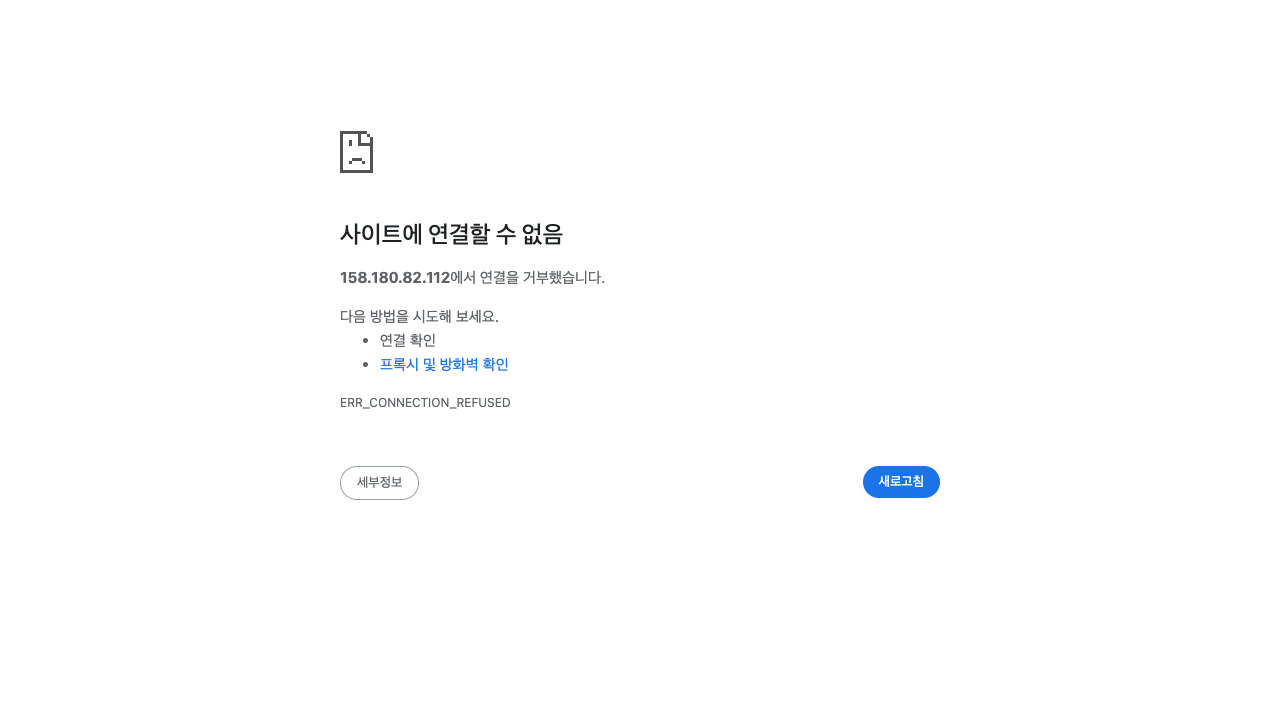 사이트에 연결할 수 없음
158.180.82.112에서 연결을 거부했습니다.
다음 방법을 시도해 보세요.
연결 확인
프록시 및 방화벽 확인
ERR_CONNECTION_REFUSED
세부정보
새로고침